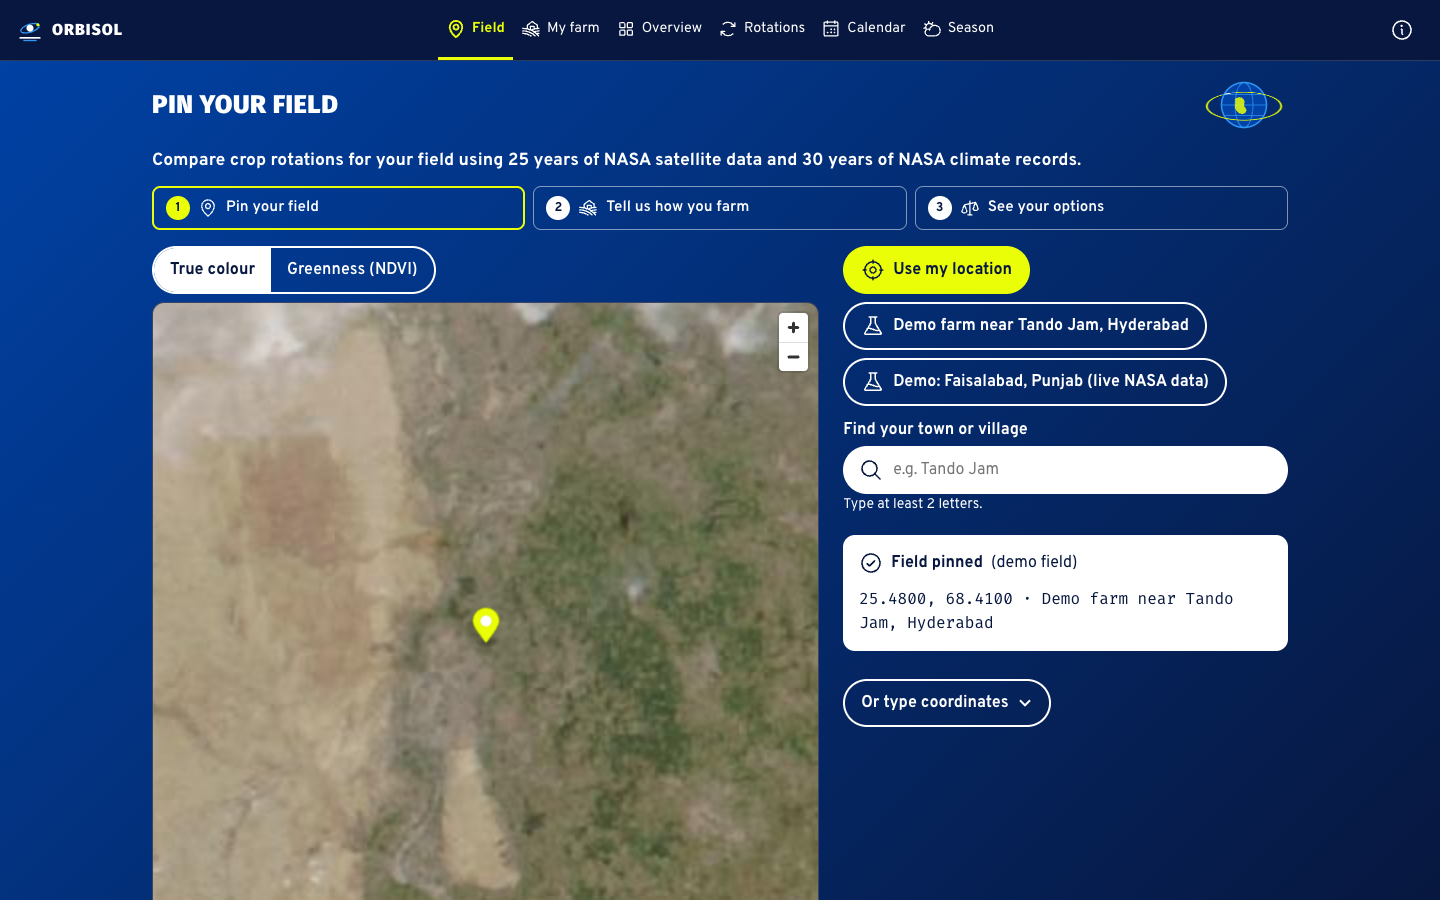 ORBISOL
Field
My farm
Overview
Rotations
Calendar
Season
PIN YOUR FIELD
Compare crop rotations for your field using 25 years of NASA satellite data and 30 years of NASA climate records.
1 Pin your field
2 Tell us how you farm
3 See your options
True colour
Greenness (NDVI)
+
−
Use my location
Demo farm near Tando Jam, Hyderabad
Demo: Faisalabad, Punjab (live NASA data)
Find your town or village
e.g. Tando Jam
Type at least 2 letters.
Field pinned (demo field)
25.4800, 68.4100 · Demo farm near Tando
Jam, Hyderabad
Or type coordinates